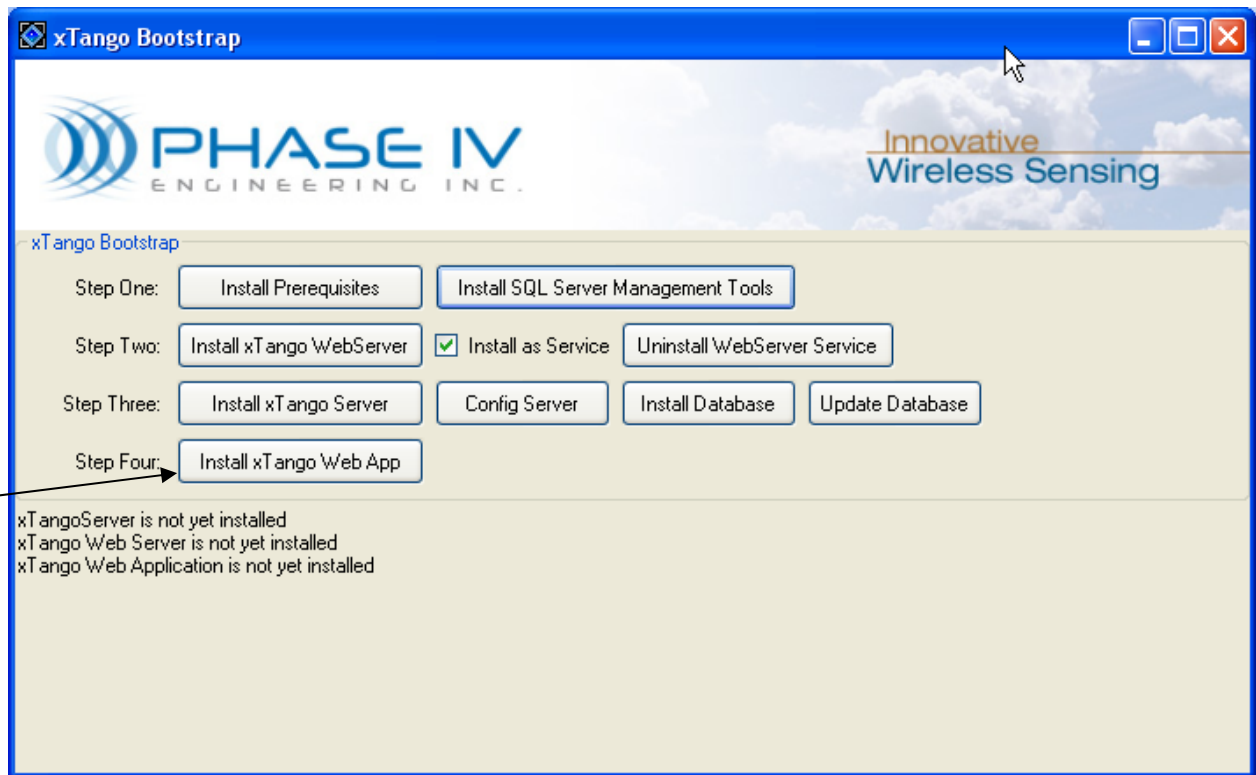 xTango Bootstrap
PHASE IV
ENGINEERING INC.
Innovative
Wireless Sensing
xTango Bootstrap
Step One: Install Prerequisites Install SQL Server Management Tools
Step Two: Install xTango WebServer Install as Service Uninstall WebServer Service
Step Three: Install xTango Server Config Server Install Database Update Database
Step Four: Install xTango Web App
xTangoServer is not yet installed
xTango Web Server is not yet installed
xTango Web Application is not yet installed